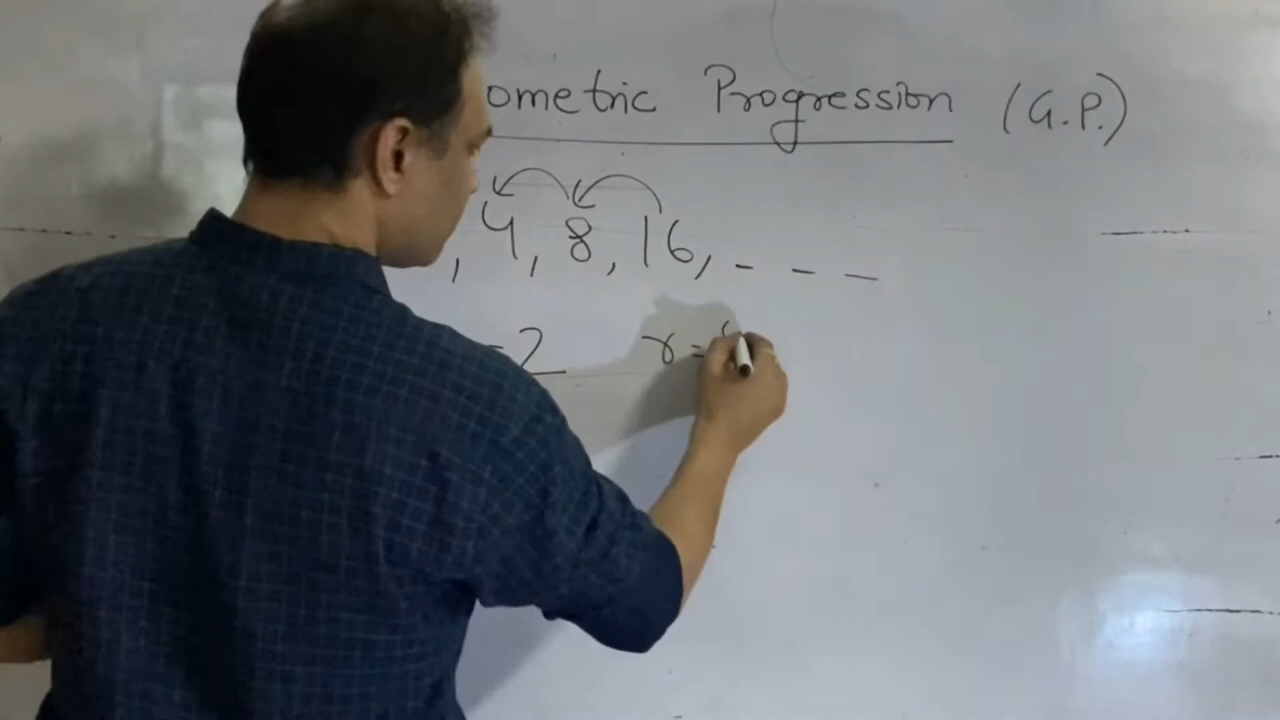 ometric Progression (G.P.)
, 4, 8, 16, - - -
=2 r =